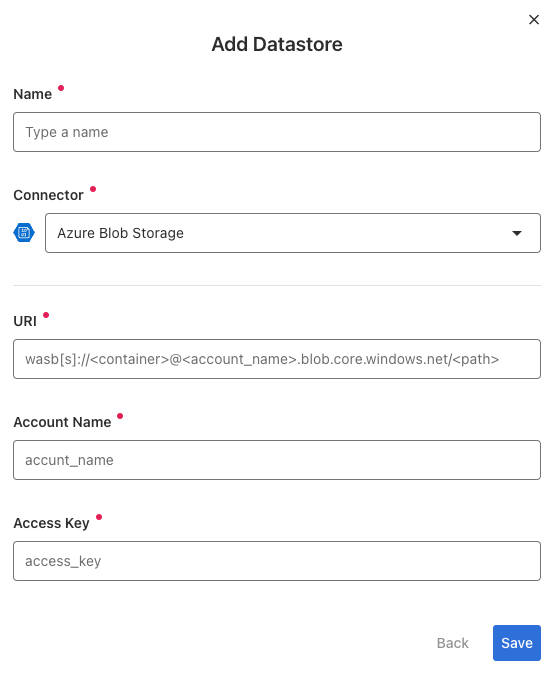 Add Datastore
Name
Type a name
Connector
Azure Blob Storage
URI
wasb[s]://<container>@<account_name>.blob.core.windows.net/<path>
Account Name
accunt_name
Access Key
access_key
Back Save